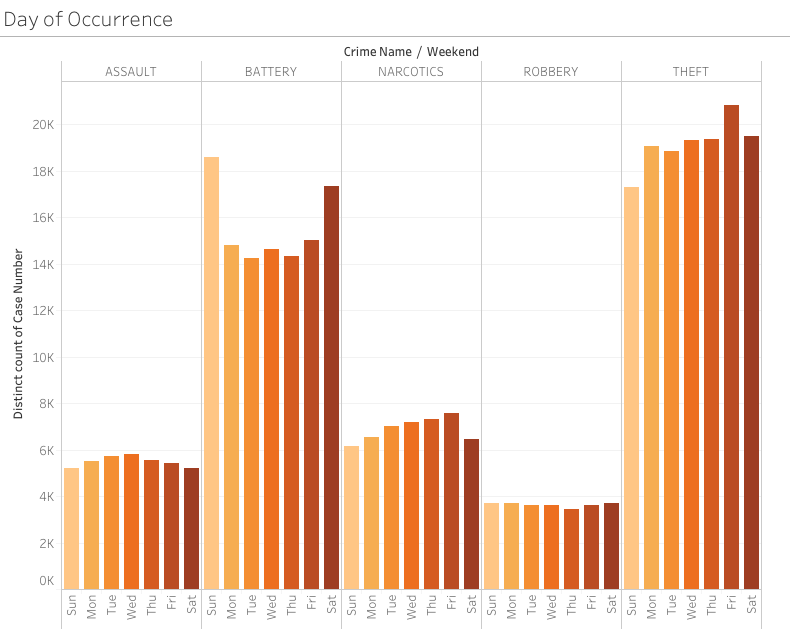 Day of Occurrence
Crime Name / Weekend
ASSAULT BATTERY NARCOTICS ROBBERY THEFT
Distinct count of Case Number
20K
18K
16K
14K
12K
10K
8K
6K
4K
2K
0K
Sun Mon Tue Wed Thu Fri Sat Sun Mon Tue Wed Thu Fri Sat Sun Mon Tue Wed Thu Fri Sat Sun Mon Tue Wed Thu Fri Sat Sun Mon Tue Wed Thu Fri Sat